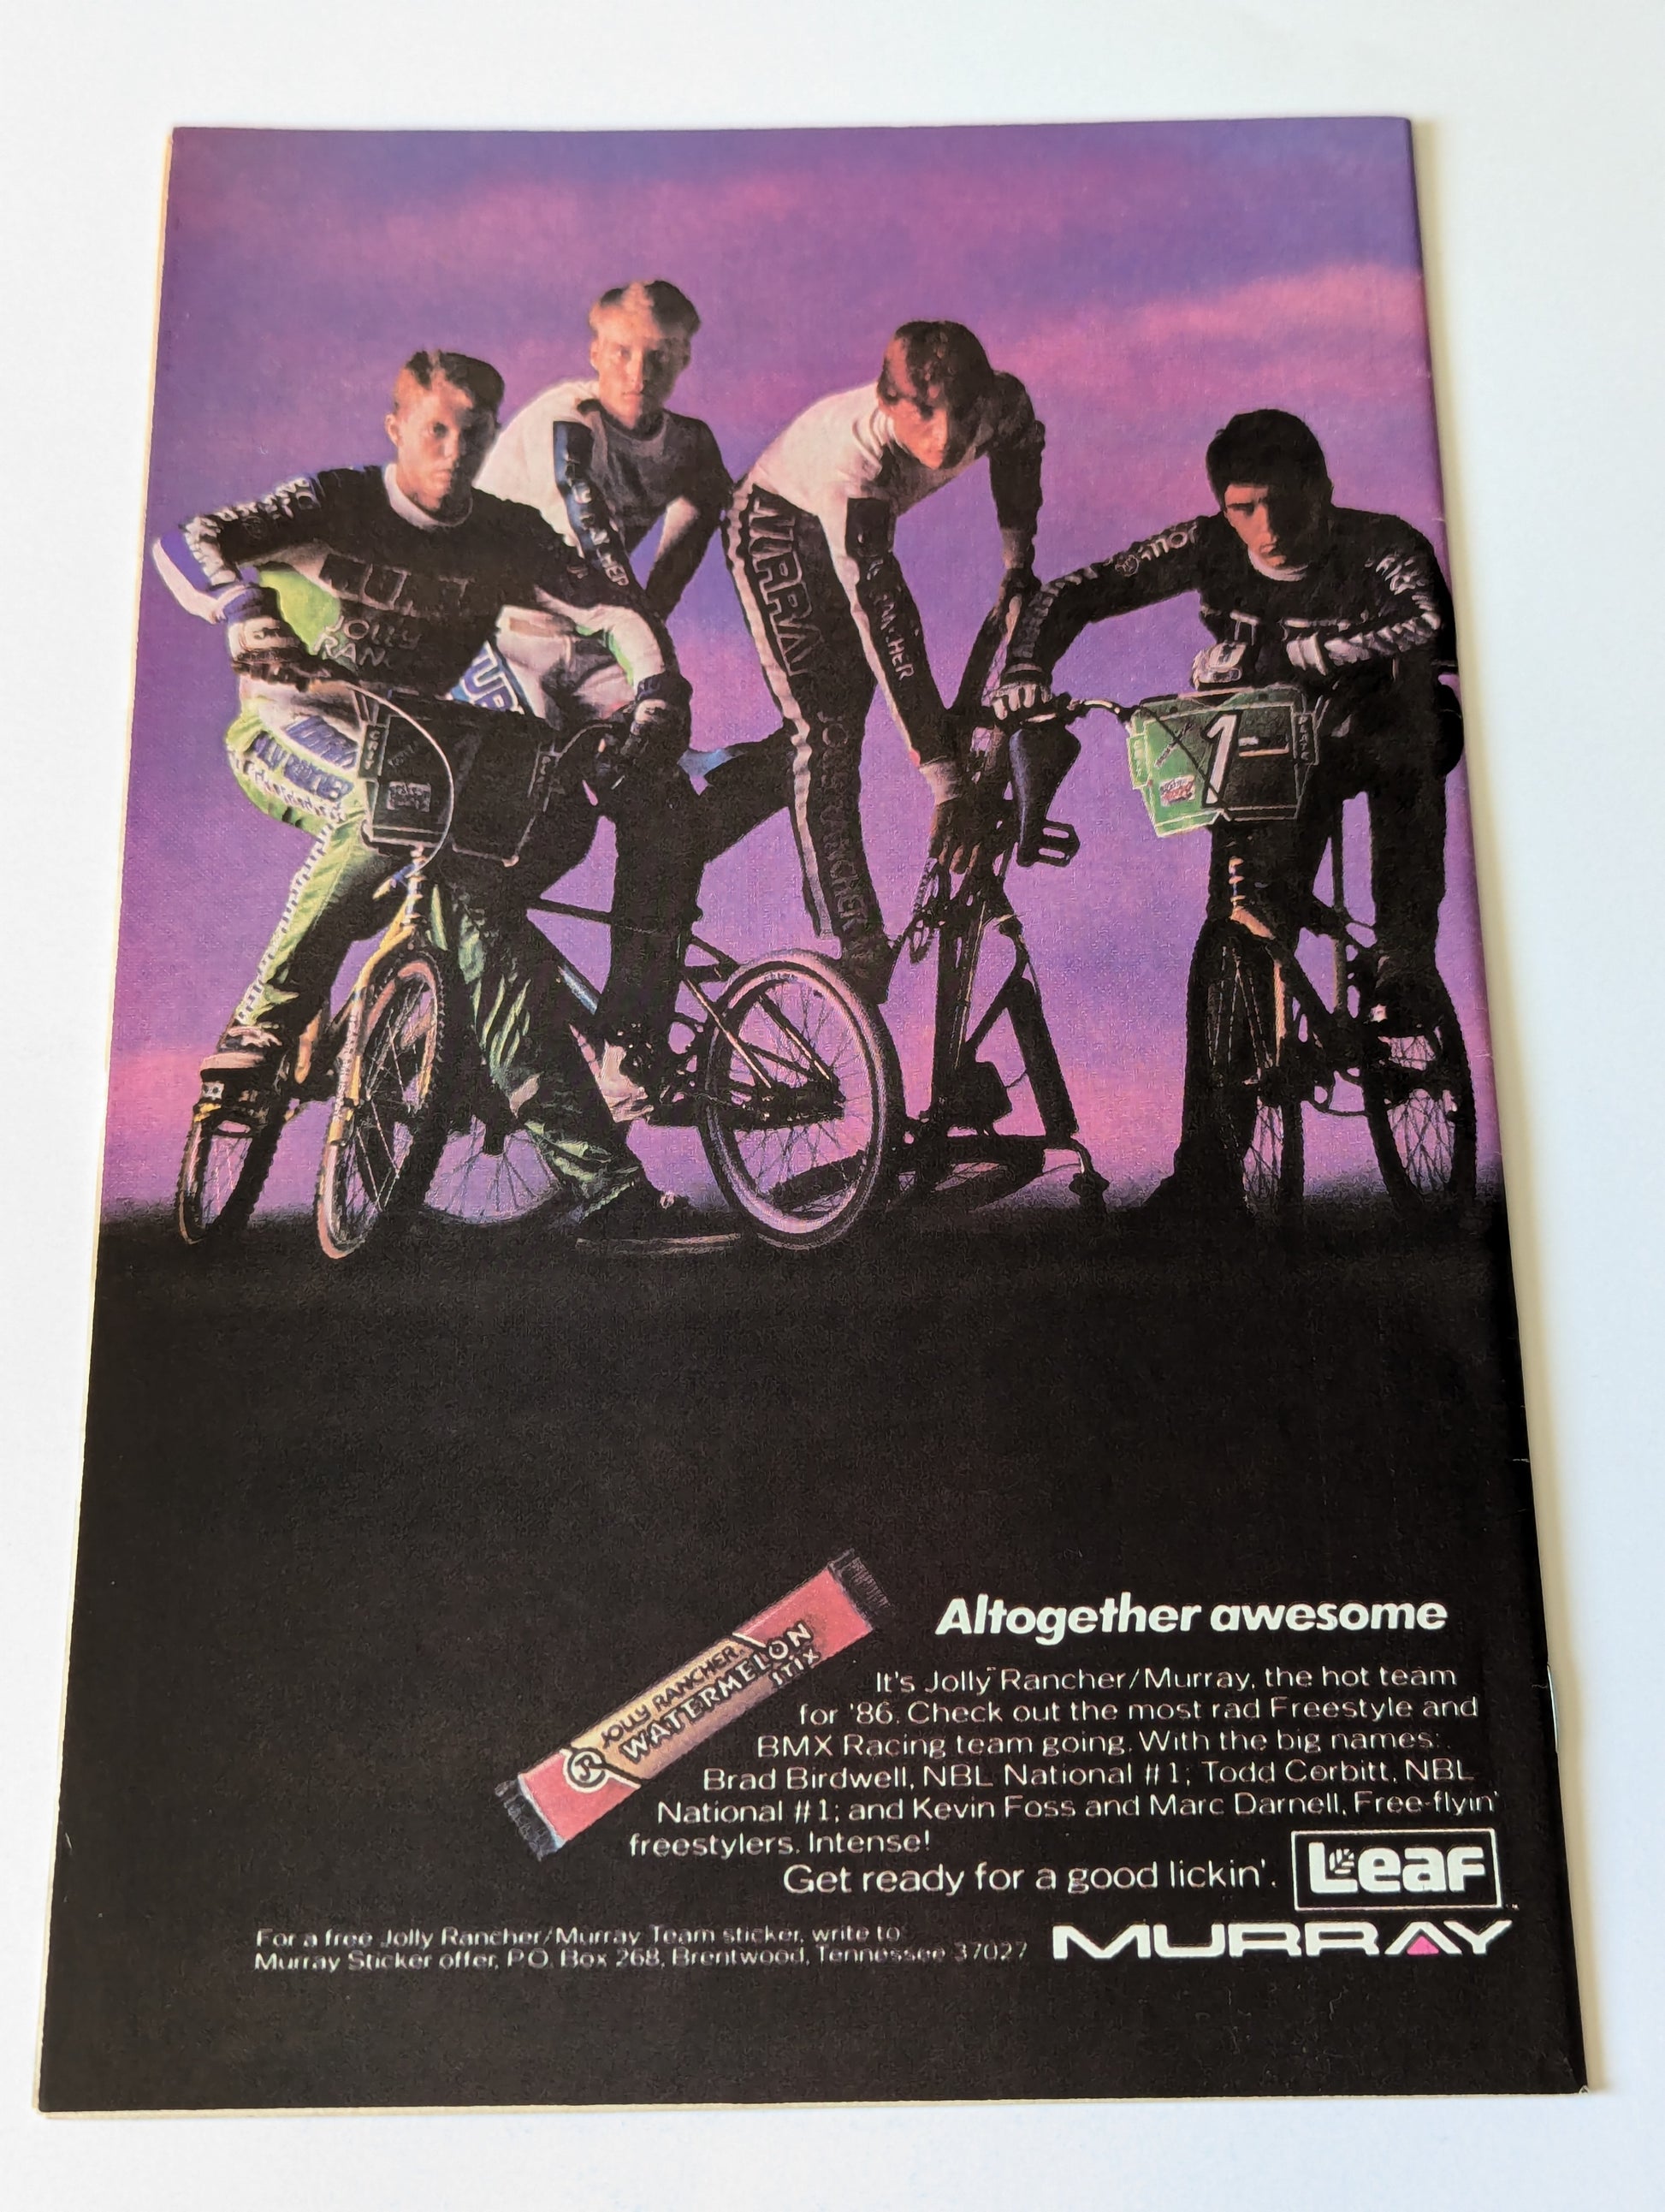 JOLLY
RANC
MURRAY
JOLLY RANCHER
RANCHER
1
JOLLY RANCHER
WATERMELON
STIX
Altogether awesome
It's Jolly Rancher/Murray, the hot team
for '86. Check out the most rad Freestyle and
BMX Racing team going. With the big names:
Brad Birdwell, NBL National #1; Todd Corbitt, NBL
National #1; and Kevin Foss and Marc Darnell, Free-flyin'
freestylers. Intense!
Get ready for a good lickin'.
Leaf
For a free Jolly Rancher/Murray Team sticker, write to
Murray Sticker offer, P.O. Box 268, Brentwood, Tennessee 37027
MURRAY